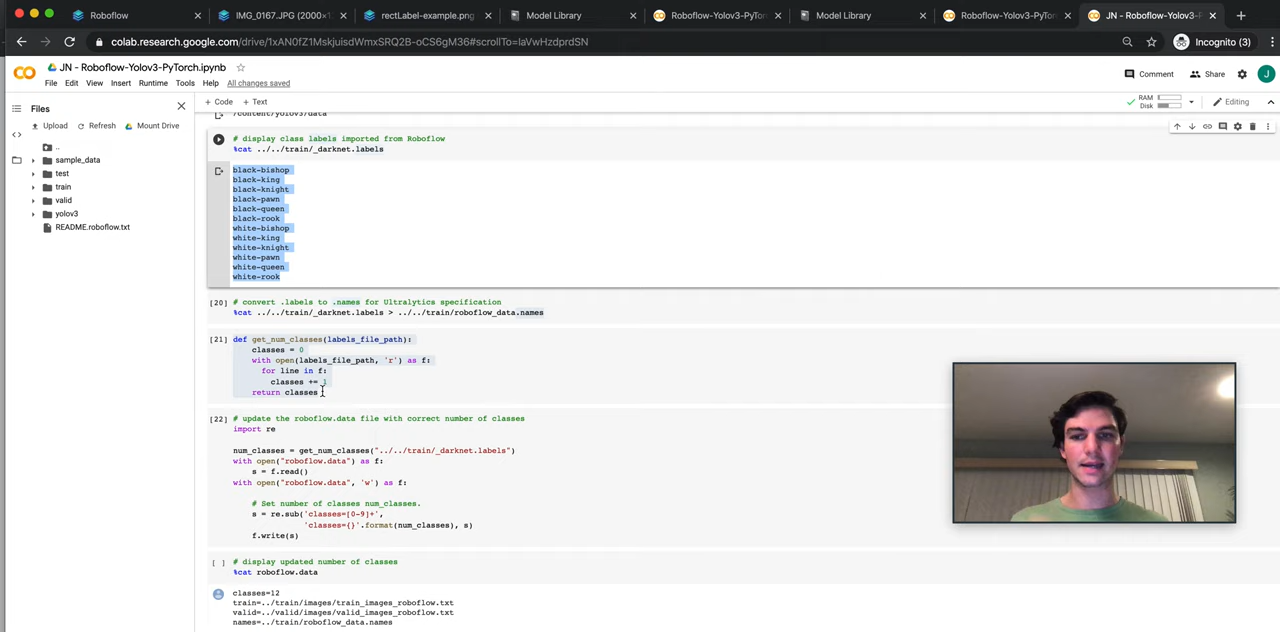 Roboflow
IMG_0167.JPG (2000×1
rectLabel-example.png
Model Library
Roboflow-Yolov3-PyTor
Model Library
Roboflow-Yolov3-PyTor
JN - Roboflow-Yolov3-P
colab.research.google.com/drive/1xAN0fZ1MskjuisdWmxSRQ2B-oCS6gM36#scrollTo=laVwHzdprdSN
Incognito (3)
JN - Roboflow-Yolov3-PyTorch.ipynb
File Edit View Insert Runtime Tools Help All changes saved
Comment
Share
J
Files
+ Code + Text
RAM
Disk
Editing
Upload Refresh Mount Drive
..
sample_data
test
train
valid
yolov3
README.roboflow.txt
/content/yolov3/data
# display class labels imported from Roboflow
%cat ../../train/_darknet.labels
black-bishop
black-king
black-knight
black-pawn
black-queen
black-rook
white-bishop
white-king
white-knight
white-pawn
white-queen
white-rook
[20] # convert .labels to .names for Ultralytics specification
%cat ../../train/_darknet.labels > ../../train/roboflow_data.names
[21] def get_num_classes(labels_file_path):
classes = 0
with open(labels_file_path, 'r') as f:
for line in f:
classes += 1
return classes
[22] # update the roboflow.data file with correct number of classes
import re
num_classes = get_num_classes("../../train/_darknet.labels")
with open("roboflow.data") as f:
s = f.read()
with open("roboflow.data", 'w') as f:
# Set number of classes num_classes.
s = re.sub('classes=[0-9]+',
'classes={}'.format(num_classes), s)
f.write(s)
[ ] # display updated number of classes
%cat roboflow.data
classes=12
train=../train/images/train_images_roboflow.txt
valid=../valid/images/valid_images_roboflow.txt
names=../train/roboflow_data.names